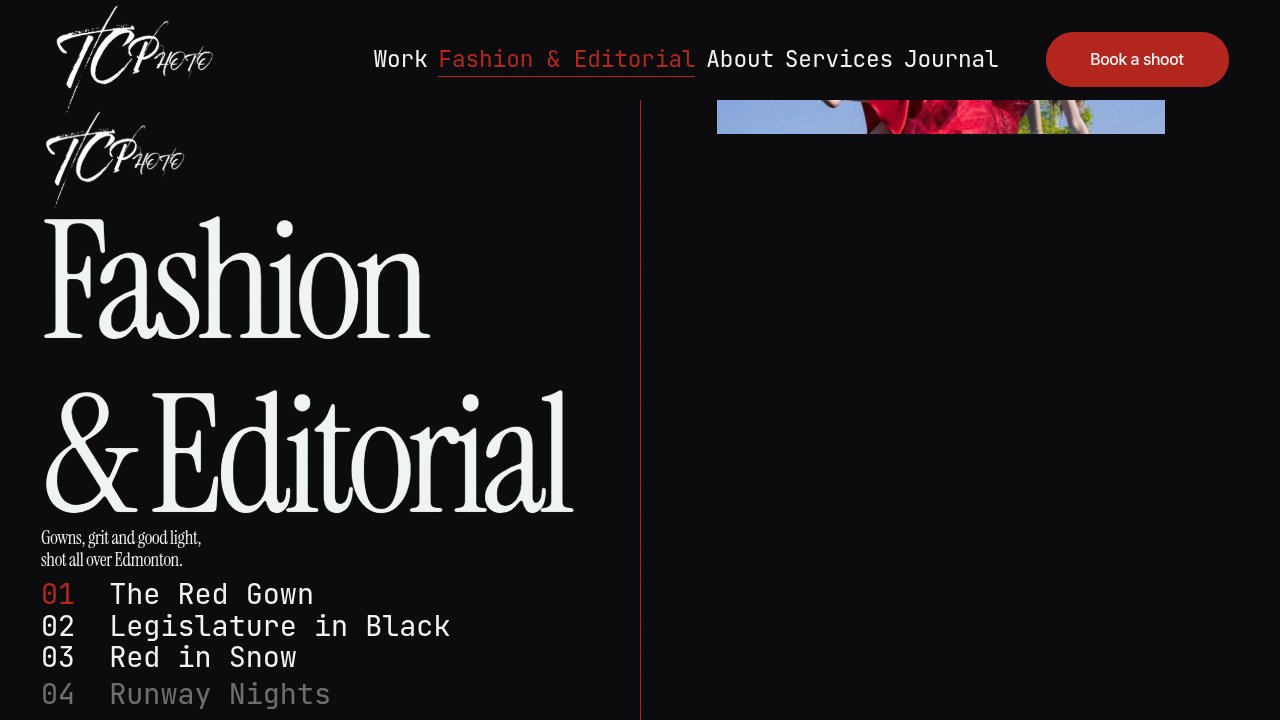 TCPhoto
Work Fashion & Editorial About Services Journal
Book a shoot
TCPhoto
Fashion
& Editorial
Gowns, grit and good light,
shot all over Edmonton.
01 The Red Gown
02 Legislature in Black
03 Red in Snow
04 Runway Nights